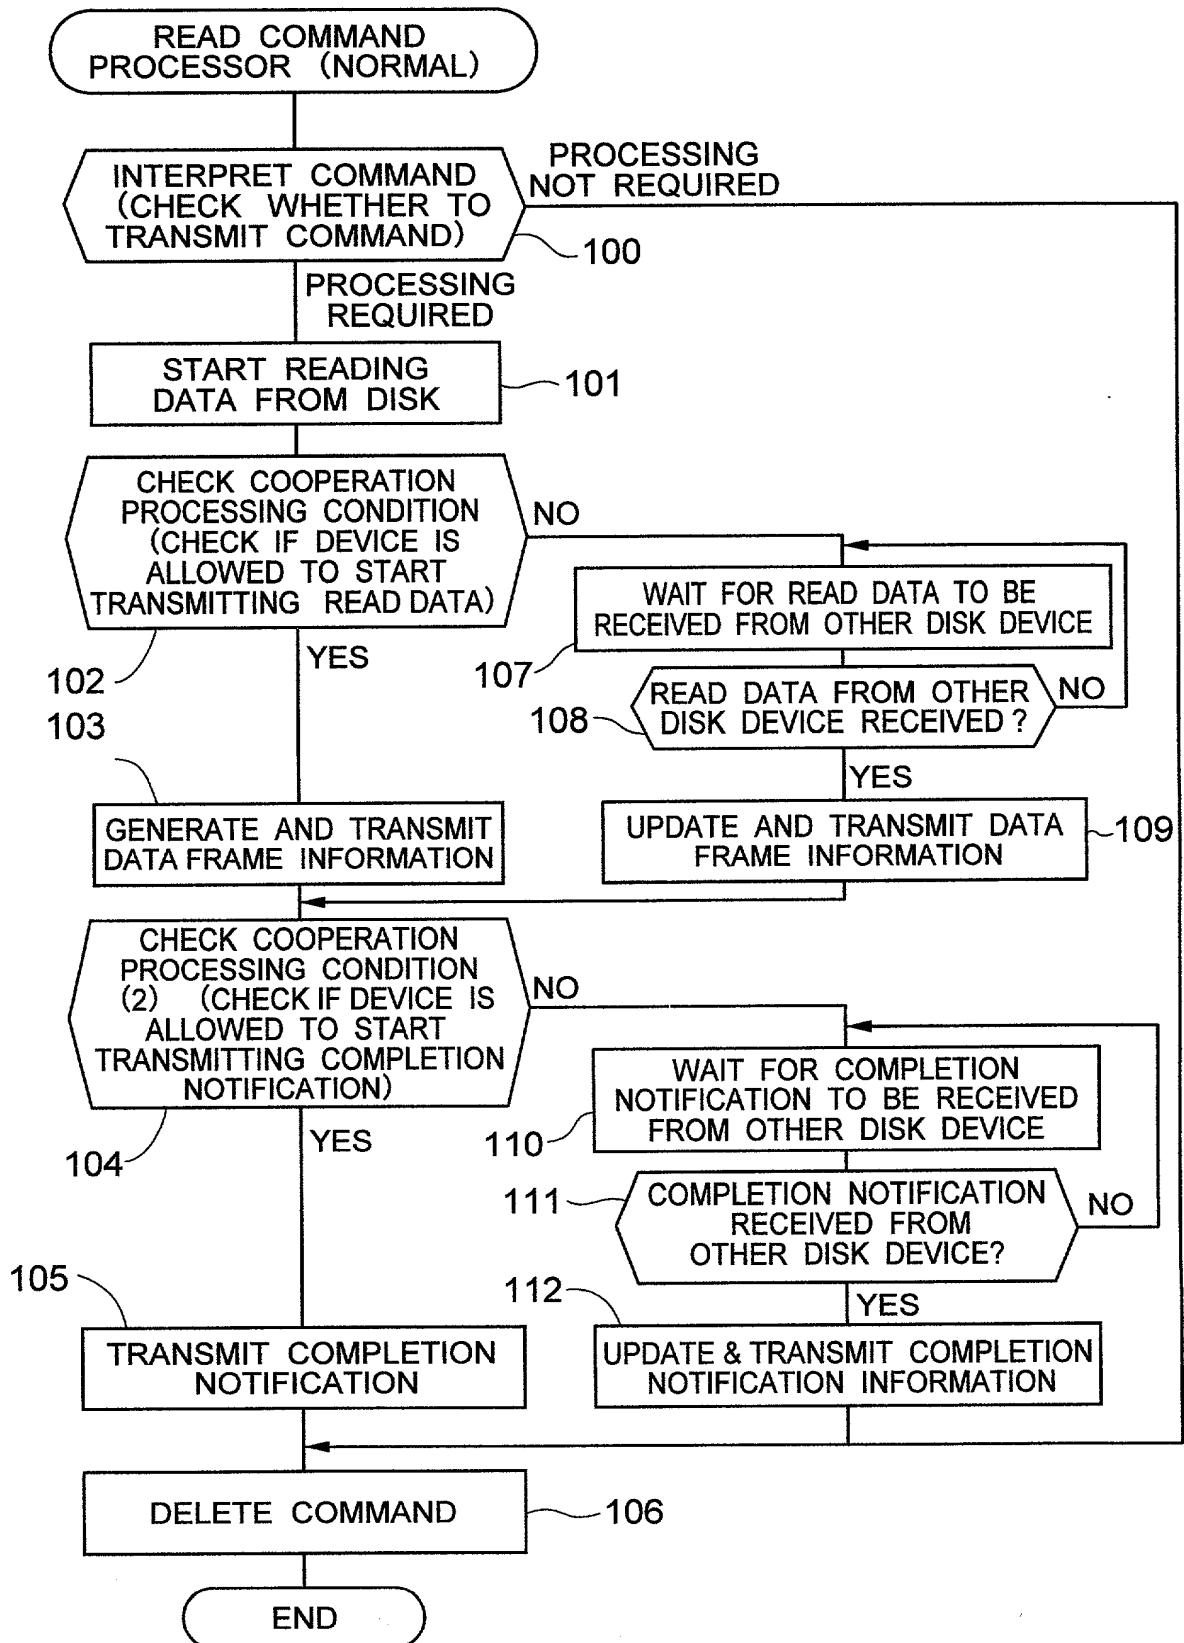 READ COMMAND
PROCESSOR (NORMAL)
INTERPRET COMMAND
(CHECK WHETHER TO
TRANSMIT COMMAND)
100
PROCESSING
NOT REQUIRED
PROCESSING
REQUIRED
START READING
DATA FROM DISK
101
CHECK COOPERATION
PROCESSING CONDITION
(CHECK IF DEVICE IS
ALLOWED TO START
TRANSMITTING READ DATA)
102
NO
YES
WAIT FOR READ DATA TO BE
RECEIVED FROM OTHER DISK DEVICE
107
READ DATA FROM OTHER
DISK DEVICE RECEIVED?
108
NO
YES
103
GENERATE AND TRANSMIT
DATA FRAME INFORMATION
UPDATE AND TRANSMIT DATA
FRAME INFORMATION
109
CHECK COOPERATION
PROCESSING CONDITION
(2) (CHECK IF DEVICE IS
ALLOWED TO START
TRANSMITTING COMPLETION
NOTIFICATION)
104
NO
YES
WAIT FOR COMPLETION
NOTIFICATION TO BE RECEIVED
FROM OTHER DISK DEVICE
110
COMPLETION NOTIFICATION
RECEIVED FROM
OTHER DISK DEVICE?
111
NO
YES
105
TRANSMIT COMPLETION
NOTIFICATION
112
UPDATE & TRANSMIT COMPLETION
NOTIFICATION INFORMATION
DELETE COMMAND
106
END